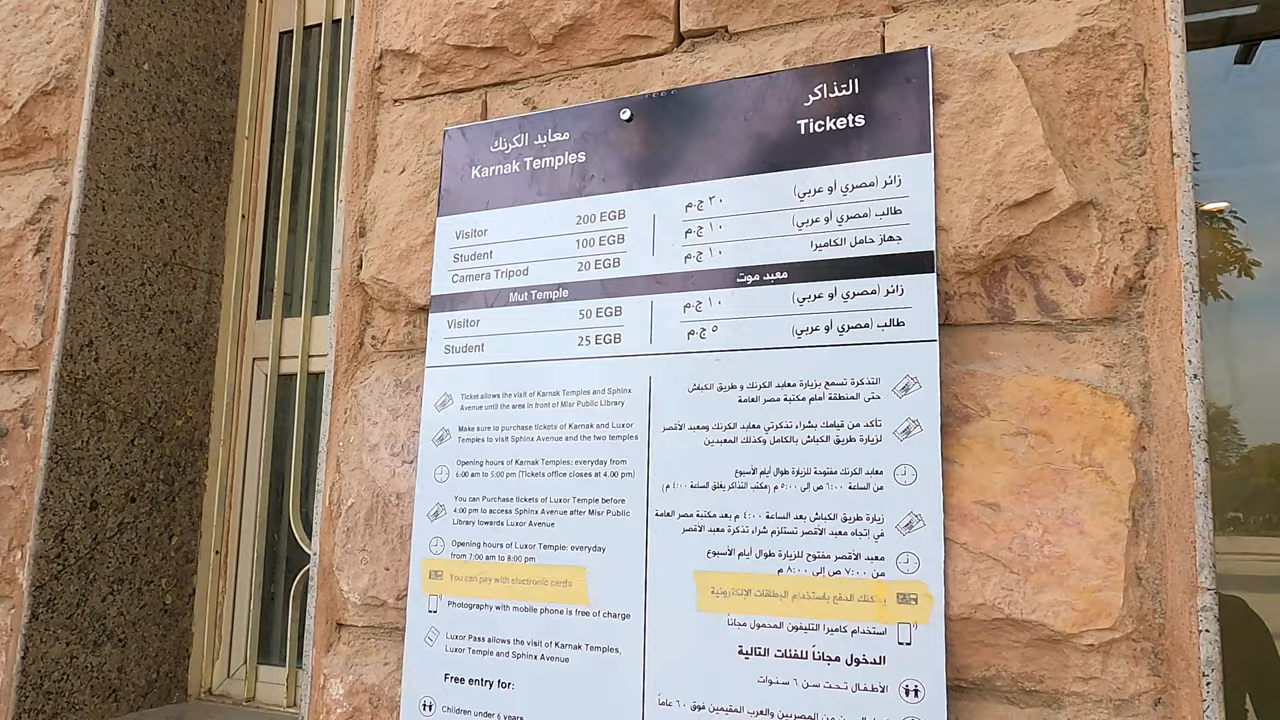 معابد الكرنك
Karnak Temples
التذاكر
Tickets
Visitor 200 EGB
Student 100 EGB
Camera Tripod 20 EGB
زائر (مصري أو عربي) ٣٠ ج.م
طالب (مصري أو عربي) ١٠ ج.م
جهاز حامل الكاميرا ١٠ ج.م
Mut Temple
معبد موت
Visitor 50 EGB
Student 25 EGB
زائر (مصري أو عربي) ١٠ ج.م
طالب (مصري أو عربي) ٥ ج.م
Ticket allows the visit of Karnak Temples and Sphinx
Avenue until the area in front of Misr Public Library
Make sure to purchase tickets of Karnak and Luxor
Temples to visit Sphinx Avenue and the two temples
Opening hours of Karnak Temples: everyday from
6:00 am to 5:00 pm (Tickets office closes at 4.00 pm)
You can Purchase tickets of Luxor Temple before
4:00 pm to access Sphinx Avenue after Misr Public
Library towards Luxor Avenue
Opening hours of Luxor Temple: everyday
from 7:00 am to 8:00 pm
You can pay with electronic cards
Photography with mobile phone is free of charge
Luxor Pass allows the visit of Karnak Temples,
Luxor Temple and Sphinx Avenue
Free entry for:
Children under 6 years
التذكرة تسمع بزيارة معابد الكرنك و طريق الكباش
حتى المنطقة أمام مكتبة مصر العامة
تأكد من قيامك بشراء تذكرتي معابد الكرنك ومعبد الأقصر
لزيارة طريق الكباش بالكامل وكذلك المعبدين
معابد الكرنك مفتوحة للزيارة طوال أيام الأسبوع
من الساعة ٦:٠٠ ص إلى ٥:٠٠ م (مكتب التذاكر يغلق الساعة ٤:٠٠ م)
زيارة طريق الكباش بعد الساعة ٤:٠٠ م بعد مكتبة مصر العامة
في إتجاه معبد الأقصر تستلزم شراء تذكرة معبد الأقصر
معبد الأقصر مفتوح للزيارة طوال أيام الأسبوع
من ٧:٠٠ ص إلى ٨:٠٠ م
يمكنك الدفع باستخدام البطاقات الإلكترونية
استخدام كاميرا التليفون المحمول مجاناً
الدخول مجاناً للفئات التالية
الأطفال تحت سن ٦ سنوات
من المصريين والعرب المقيمين فوق ٦٠ عاماً